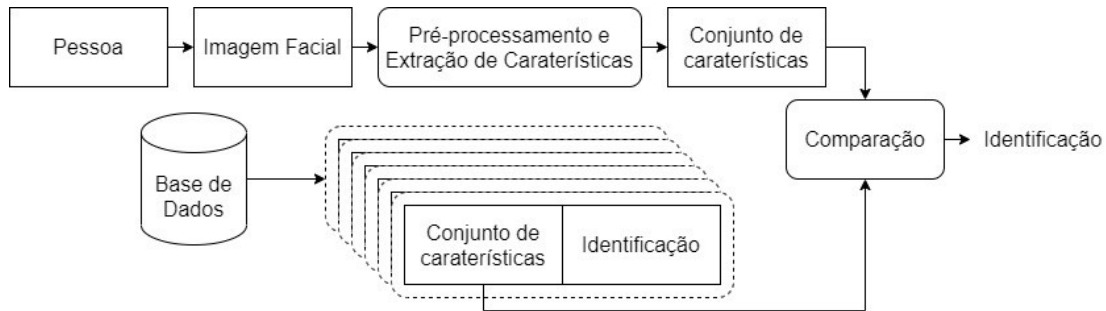 Pessoa
Imagem Facial
Pré-processamento e
Extração de Caraterísticas
Conjunto de
caraterísticas
Comparação
Identificação
Base de
Dados
Conjunto de
caraterísticas
Identificação